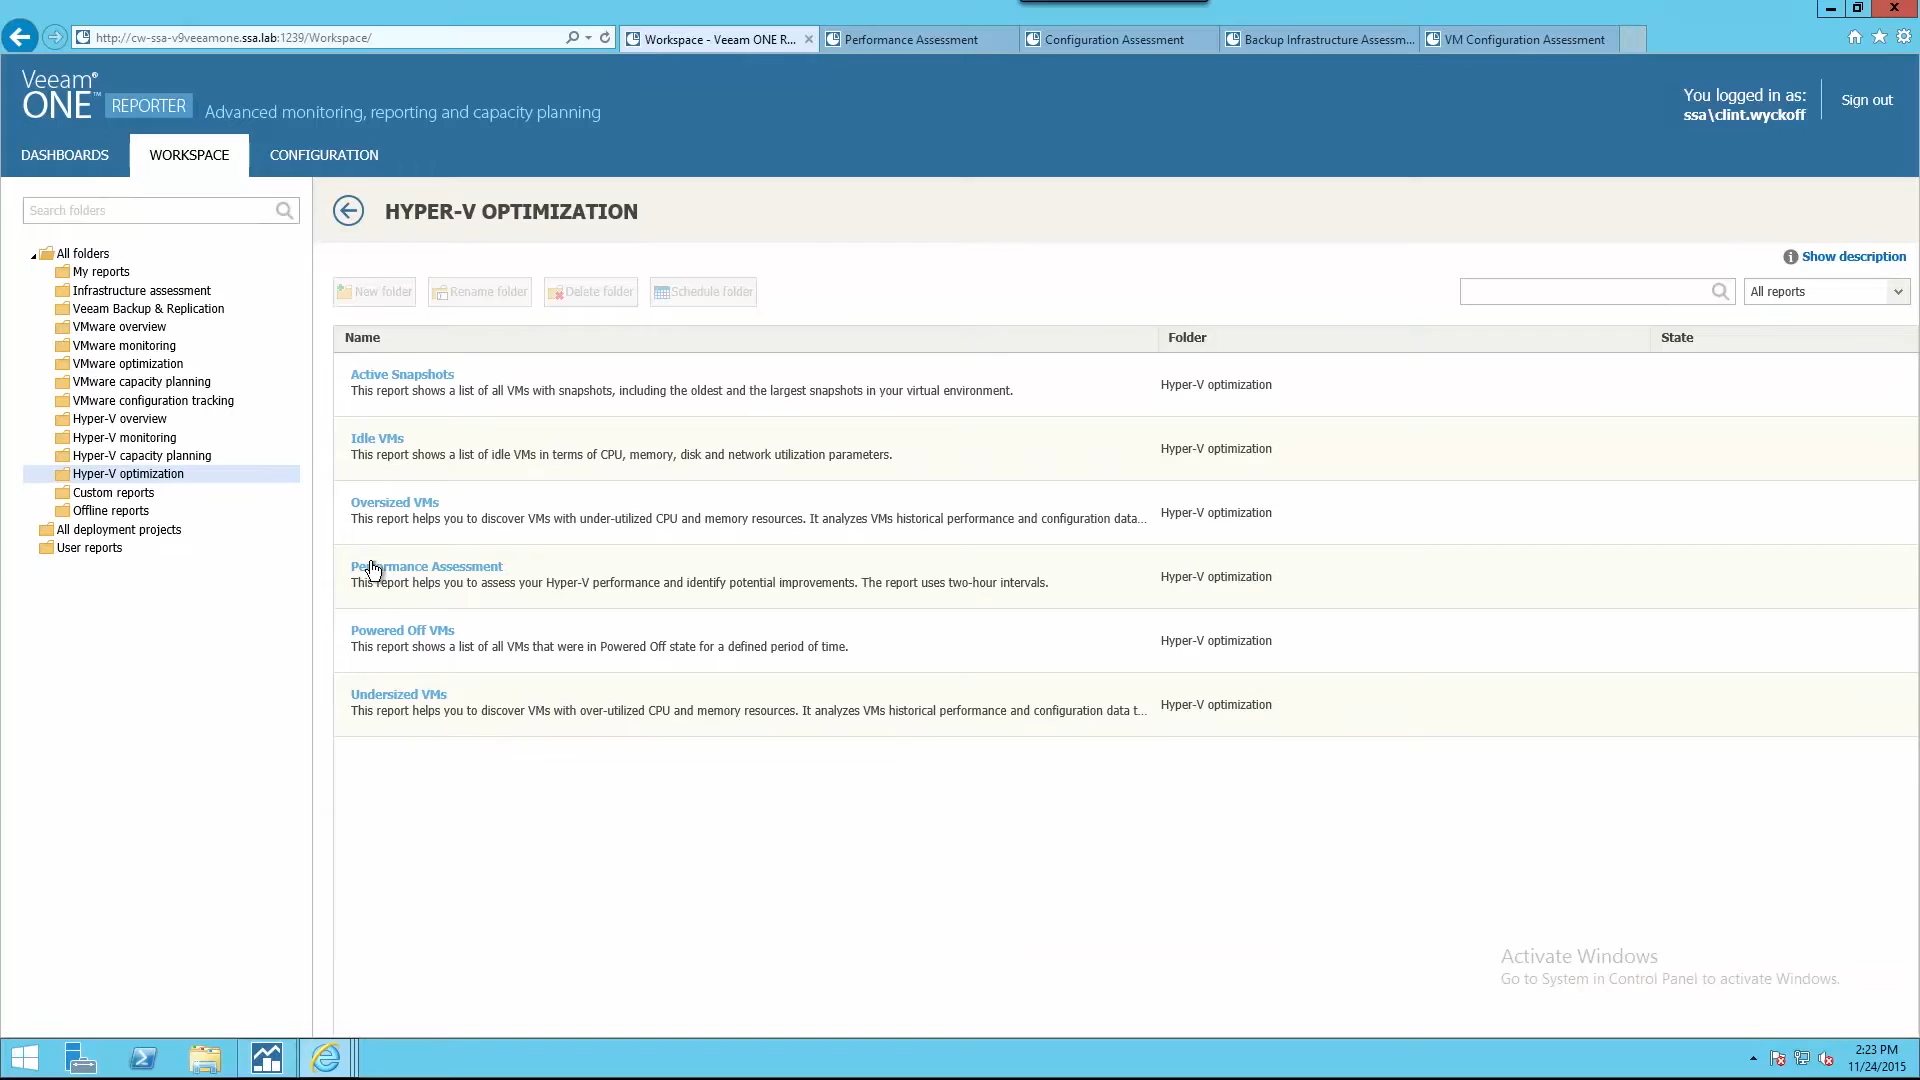 http://cw-ssa-v9veeamone.ssa.lab:1239/Workspace/
Workspace - Veeam ONE R...
Performance Assessment
Configuration Assessment
Backup Infrastructure Assessm...
VM Configuration Assessment
Veeam®
ONE™ REPORTER Advanced monitoring, reporting and capacity planning
You logged in as:
ssa\clint.wyckoff
Sign out
DASHBOARDS
WORKSPACE
CONFIGURATION
Search folders
All folders
My reports
Infrastructure assessment
Veeam Backup & Replication
VMware overview
VMware monitoring
VMware optimization
VMware capacity planning
VMware configuration tracking
Hyper-V overview
Hyper-V monitoring
Hyper-V capacity planning
Hyper-V optimization
Custom reports
Offline reports
All deployment projects
User reports
HYPER-V OPTIMIZATION
Show description
New folder
Rename folder
Delete folder
Schedule folder
All reports
Name
Folder
State
Active Snapshots
This report shows a list of all VMs with snapshots, including the oldest and the largest snapshots in your virtual environment.
Hyper-V optimization
Idle VMs
This report shows a list of idle VMs in terms of CPU, memory, disk and network utilization parameters.
Hyper-V optimization
Oversized VMs
This report helps you to discover VMs with under-utilized CPU and memory resources. It analyzes VMs historical performance and configuration data...
Hyper-V optimization
Performance Assessment
This report helps you to assess your Hyper-V performance and identify potential improvements. The report uses two-hour intervals.
Hyper-V optimization
Powered Off VMs
This report shows a list of all VMs that were in Powered Off state for a defined period of time.
Hyper-V optimization
Undersized VMs
This report helps you to discover VMs with over-utilized CPU and memory resources. It analyzes VMs historical performance and configuration data t...
Hyper-V optimization
Activate Windows
Go to System in Control Panel to activate Windows.
2:23 PM
11/24/2015